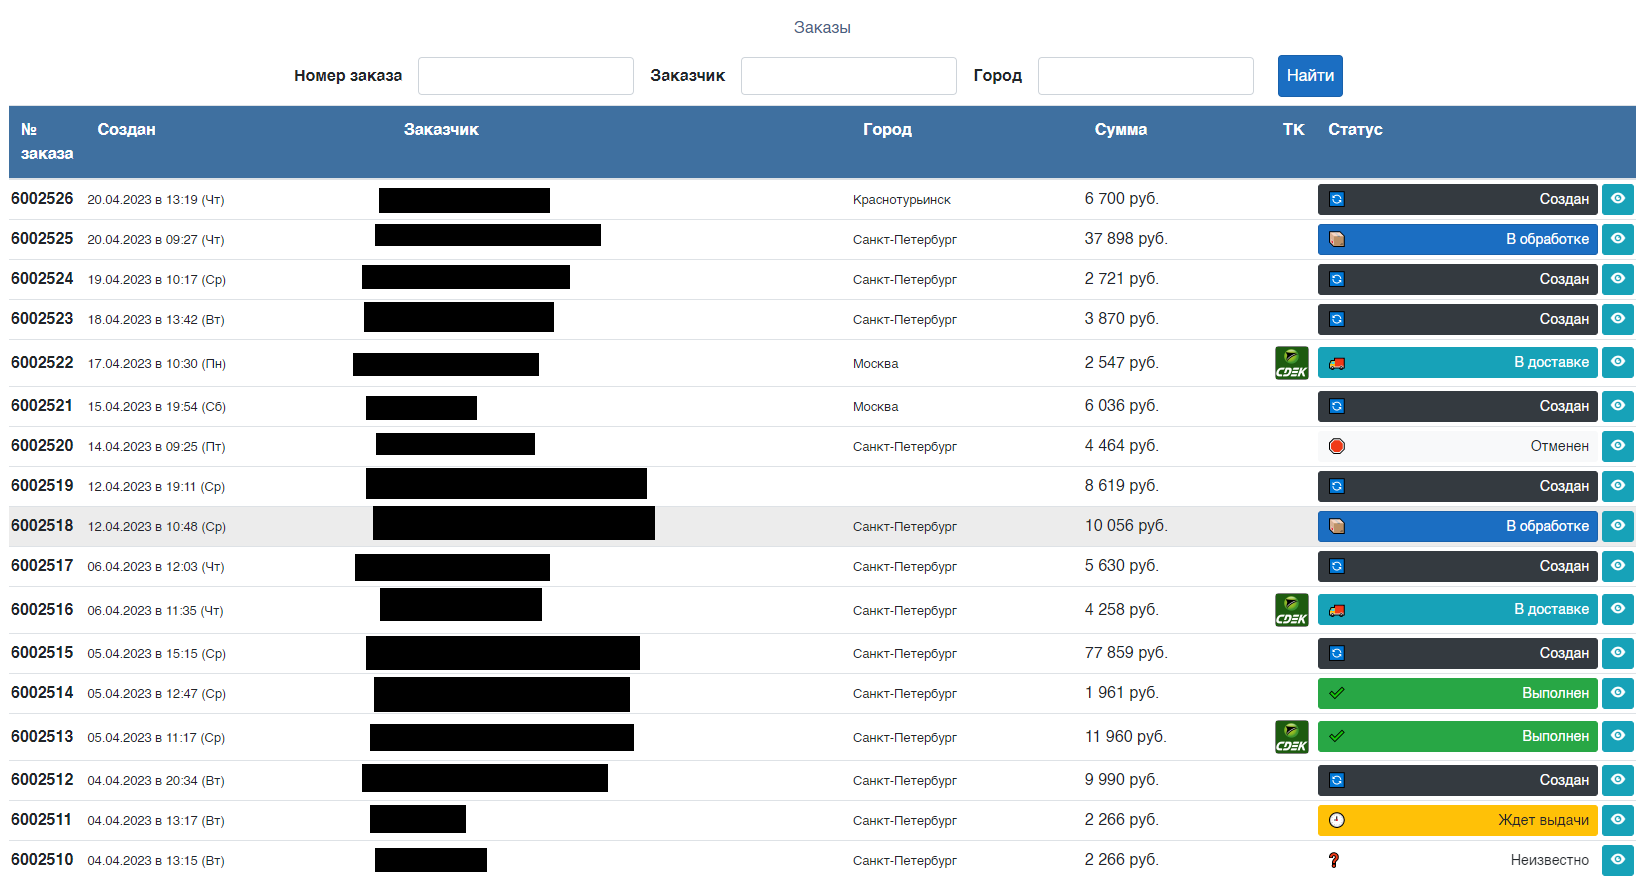 Заказы
Номер заказа Заказчик Город Найти
№ заказа Создан Заказчик Город Сумма ТК Статус
6002526 20.04.2023 в 13:19 (Чт) Краснотурьинск 6 700 руб. Создан
6002525 20.04.2023 в 09:27 (Чт) Санкт-Петербург 37 898 руб. В обработке
6002524 19.04.2023 в 10:17 (Ср) Санкт-Петербург 2 721 руб. Создан
6002523 18.04.2023 в 13:42 (Вт) Санкт-Петербург 3 870 руб. Создан
6002522 17.04.2023 в 10:30 (Пн) Москва 2 547 руб. CDEK В доставке
6002521 15.04.2023 в 19:54 (Сб) Москва 6 036 руб. Создан
6002520 14.04.2023 в 09:25 (Пт) Санкт-Петербург 4 464 руб. Отменен
6002519 12.04.2023 в 19:11 (Ср) 8 619 руб. Создан
6002518 12.04.2023 в 10:48 (Ср) Санкт-Петербург 10 056 руб. В обработке
6002517 06.04.2023 в 12:03 (Чт) Санкт-Петербург 5 630 руб. Создан
6002516 06.04.2023 в 11:35 (Чт) Санкт-Петербург 4 258 руб. CDEK В доставке
6002515 05.04.2023 в 15:15 (Ср) Санкт-Петербург 77 859 руб. Создан
6002514 05.04.2023 в 12:47 (Ср) Санкт-Петербург 1 961 руб. Выполнен
6002513 05.04.2023 в 11:17 (Ср) Санкт-Петербург 11 960 руб. CDEK Выполнен
6002512 04.04.2023 в 20:34 (Вт) Санкт-Петербург 9 990 руб. Создан
6002511 04.04.2023 в 13:17 (Вт) Санкт-Петербург 2 266 руб. Ждет выдачи
6002510 04.04.2023 в 13:15 (Вт) Санкт-Петербург 2 266 руб. Неизвестно